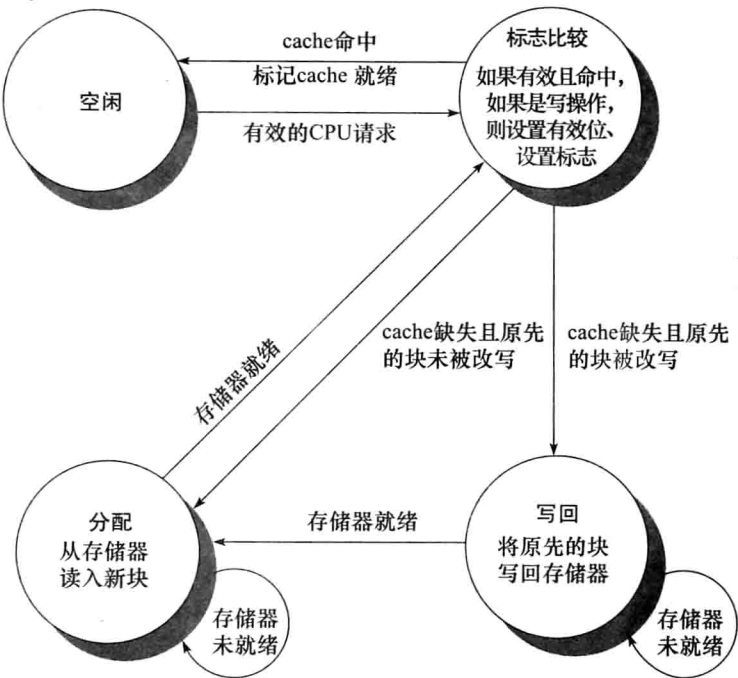 cache命中
标记cache 就绪
空闲
有效的CPU请求
标志比较
如果有效且命中，
如果是写操作，
则设置有效位、
设置标志
cache缺失且原先
的块未被改写
cache缺失且原先
的块被改写
存储器就绪
分配
从存储器
读入新块
存储器就绪
写回
将原先的块
写回存储器
存储器
未就绪
存储器
未就绪